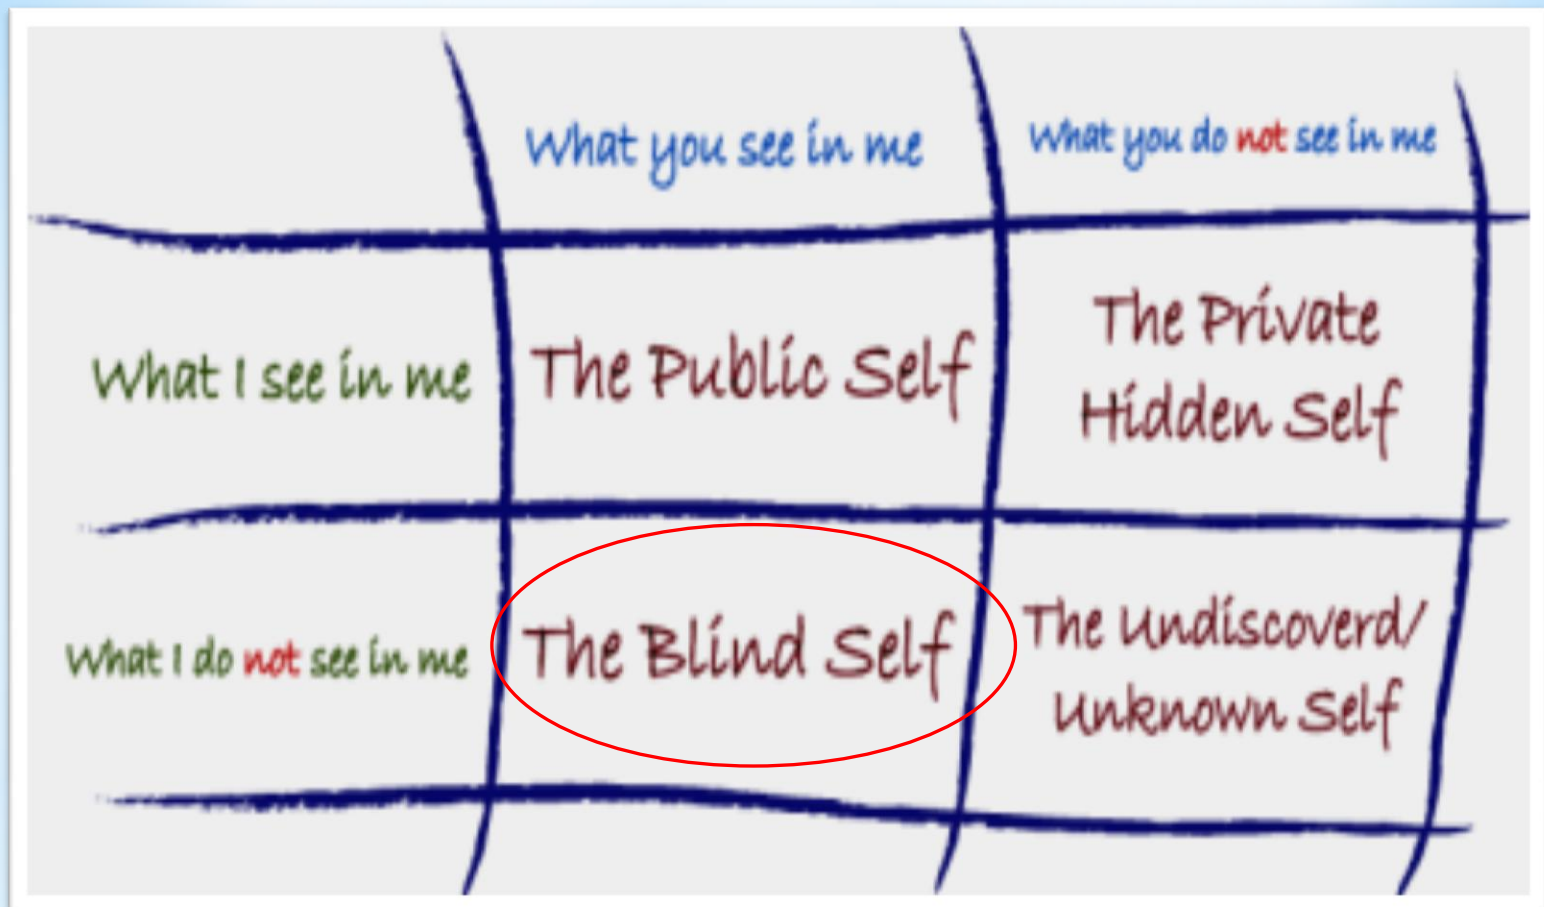 What you see in me
What you do not see in me
What I see in me
The Public Self
The Private
Hidden Self
What I do not see in me
The Blind Self
The Undiscoverd/
Unknown Self